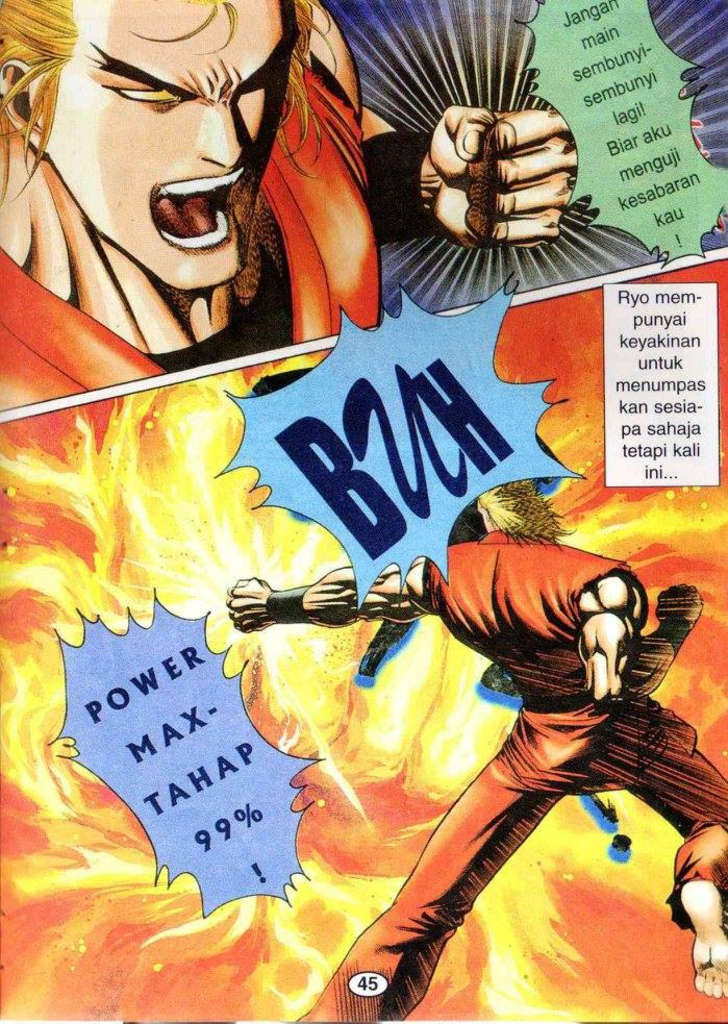 Jangan
main
sembunyi-
sembunyi
lagi!
Biar aku
menguji
kesabaran
kau
!
Ryo mem-
punyai
keyakinan
untuk
menumpas
kan sesia-
pa sahaja
tetapi kali
ini...
BUCH
POWER
MAX-
TAHAP
99%
!
45